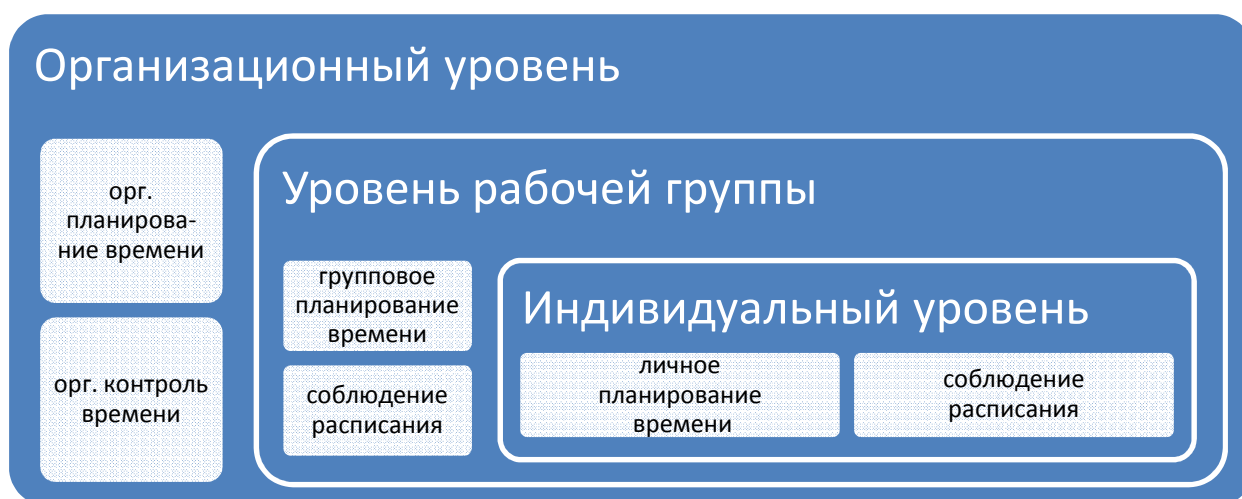 Организационный уровень
орг.
планирова-
ние времени
орг. контроль
времени
Уровень рабочей группы
групповое
планирование
времени
соблюдение
расписания
Индивидуальный уровень
личное
планирование
времени
соблюдение
расписания